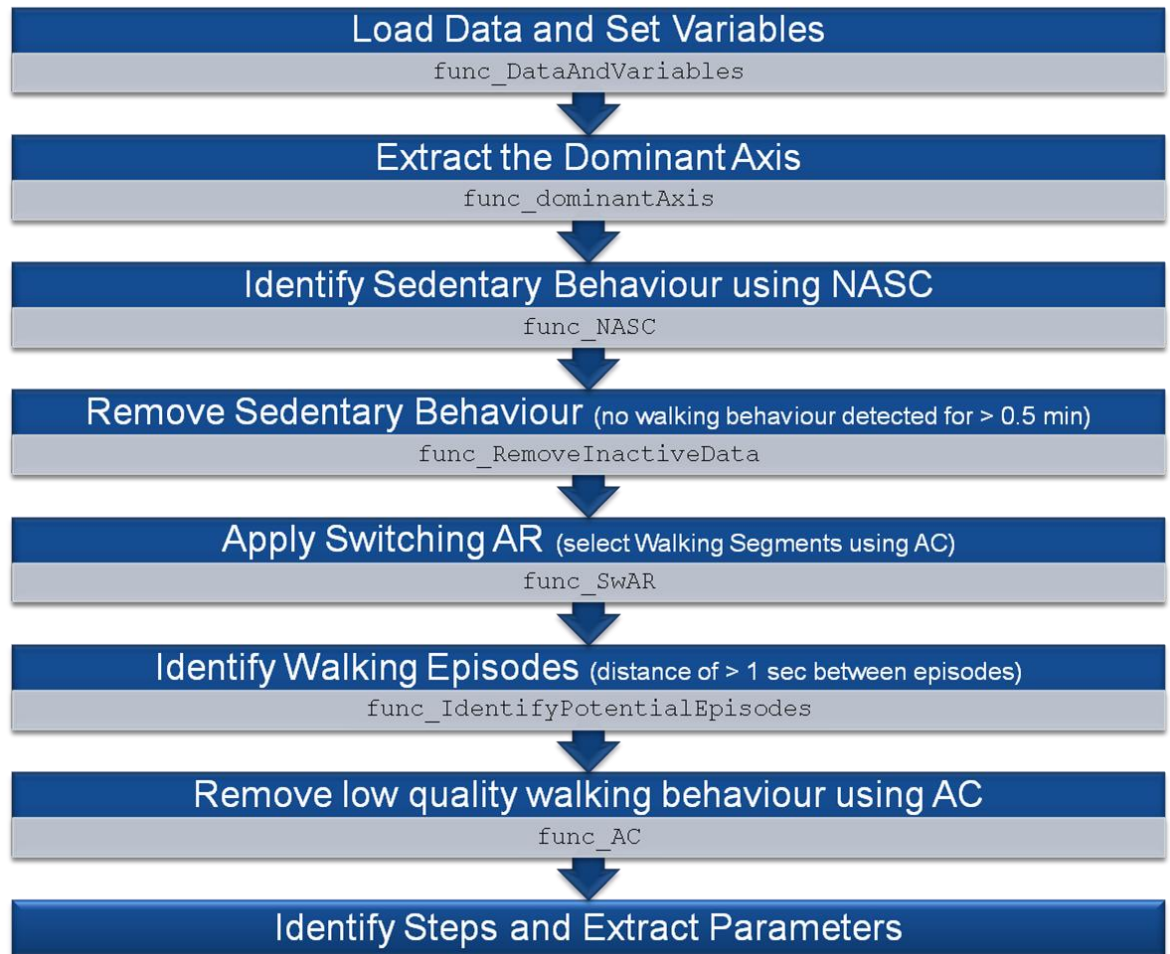 Load Data and Set Variables
func_DataAndVariables
Extract the Dominant Axis
func_dominantAxis
Identify Sedentary Behaviour using NASC
func_NASC
Remove Sedentary Behaviour (no walking behaviour detected for > 0.5 min)
func_RemoveInactiveData
Apply Switching AR (select Walking Segments using AC)
func_SwAR
Identify Walking Episodes (distance of > 1 sec between episodes)
func_IdentifyPotentialEpisodes
Remove low quality walking behaviour using AC
func_AC
Identify Steps and Extract Parameters